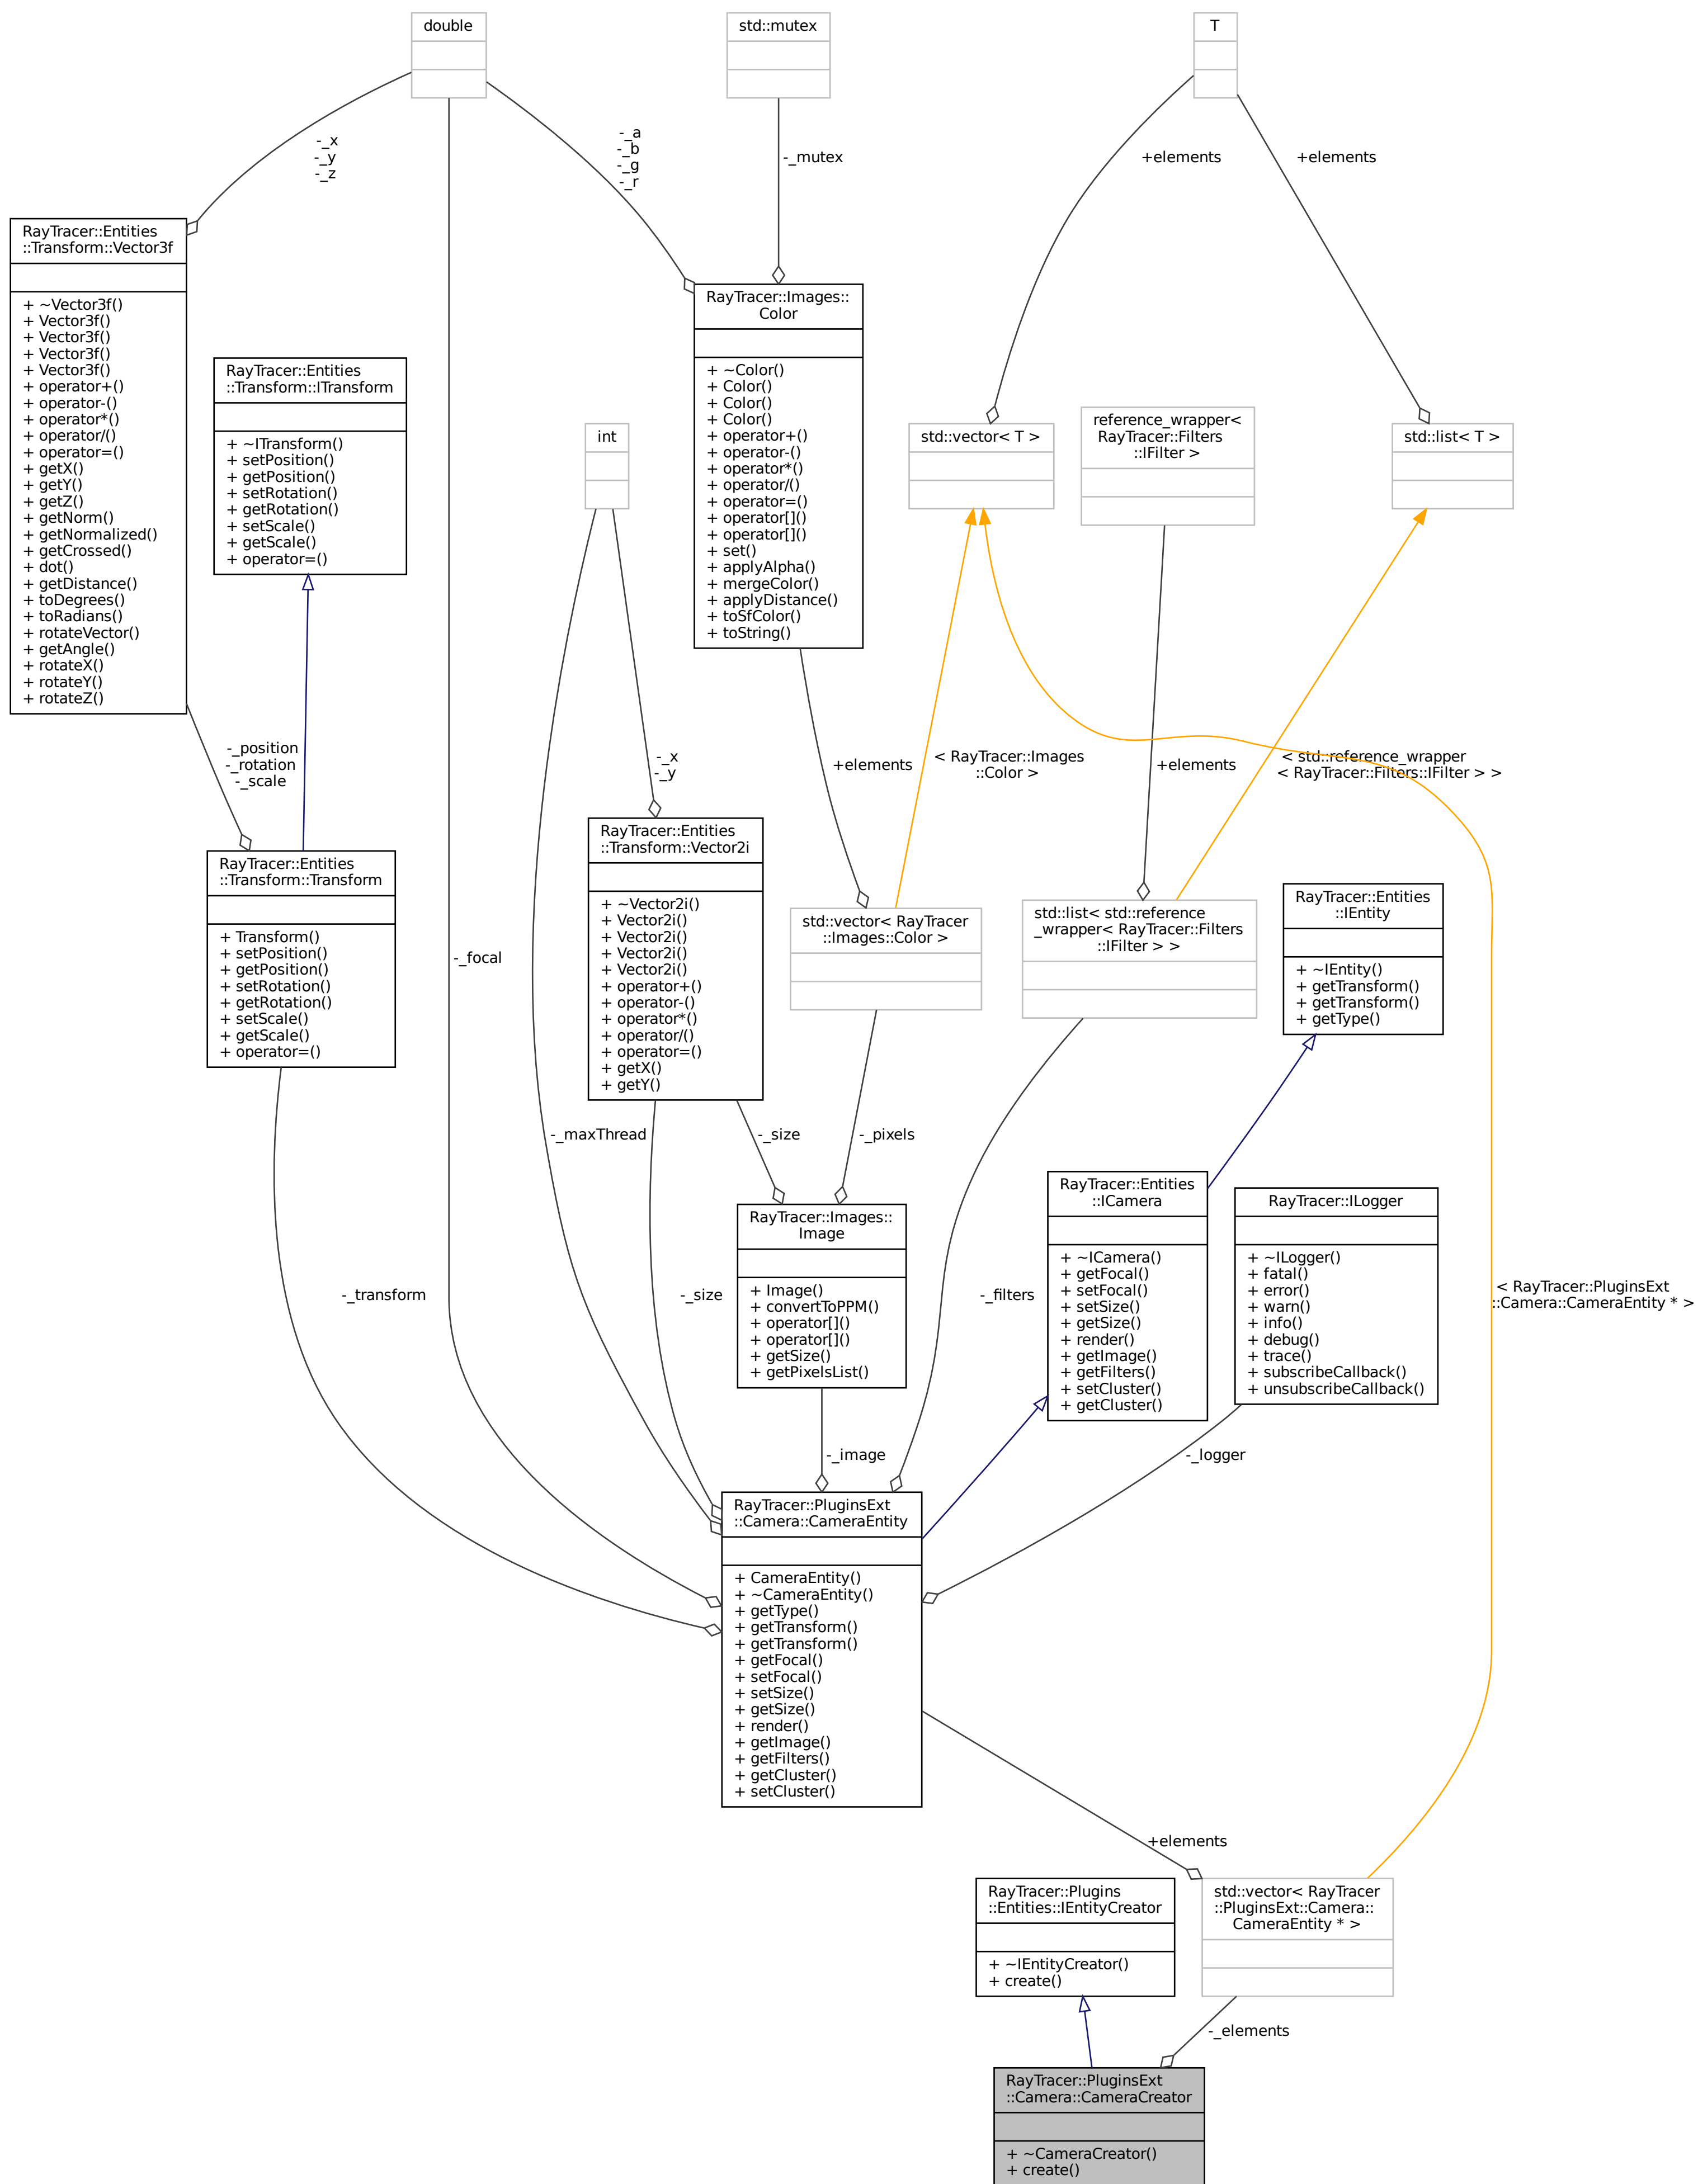 double
std::mutex
T
-_x
-_y
-_z
-_a
-_b
-_g
-_r
-_mutex
+elements
+elements
RayTracer::Entities
::Transform::Vector3f
+ ~Vector3f()
+ Vector3f()
+ Vector3f()
+ Vector3f()
+ Vector3f()
+ operator+()
+ operator-()
+ operator*()
+ operator/()
+ operator=()
+ getX()
+ getY()
+ getZ()
+ getNorm()
+ getNormalized()
+ getCrossed()
+ dot()
+ getDistance()
+ toDegrees()
+ toRadians()
+ rotateVector()
+ getAngle()
+ rotateX()
+ rotateY()
+ rotateZ()
RayTracer::Entities
::Transform::ITransform
+ ~ITransform()
+ setPosition()
+ getPosition()
+ setRotation()
+ getRotation()
+ setScale()
+ getScale()
+ operator=()
int
RayTracer::Images::
Color
+ ~Color()
+ Color()
+ Color()
+ Color()
+ operator+()
+ operator-()
+ operator*()
+ operator/()
+ operator=()
+ operator[]()
+ operator[]()
+ set()
+ applyAlpha()
+ mergeColor()
+ applyDistance()
+ toSfColor()
+ toString()
std::vector< T >
reference_wrapper<
RayTracer::Filters
::IFilter >
std::list< T >
-_position
-_rotation
-_scale
-_x
-_y
+elements
< RayTracer::Images
::Color >
+elements
< std::reference_wrapper
< RayTracer::Filters::IFilter > >
RayTracer::Entities
::Transform::Transform
+ Transform()
+ setPosition()
+ getPosition()
+ setRotation()
+ getRotation()
+ setScale()
+ getScale()
+ operator=()
-_focal
RayTracer::Entities
::Transform::Vector2i
+ ~Vector2i()
+ Vector2i()
+ Vector2i()
+ Vector2i()
+ Vector2i()
+ operator+()
+ operator-()
+ operator*()
+ operator/()
+ operator=()
+ getX()
+ getY()
std::vector< RayTracer
::Images::Color >
std::list< std::reference
_wrapper< RayTracer::Filters
::IFilter > >
RayTracer::Entities
::IEntity
+ ~IEntity()
+ getTransform()
+ getTransform()
+ getType()
-_maxThread
-_size
-_pixels
-_transform
-_size
RayTracer::Images::
Image
+ Image()
+ convertToPPM()
+ operator[]()
+ operator[]()
+ getSize()
+ getPixelsList()
-_filters
RayTracer::Entities
::ICamera
+ ~ICamera()
+ getFocal()
+ setFocal()
+ setSize()
+ getSize()
+ render()
+ getImage()
+ getFilters()
+ setCluster()
+ getCluster()
RayTracer::ILogger
+ ~ILogger()
+ fatal()
+ error()
+ warn()
+ info()
+ debug()
+ trace()
+ subscribeCallback()
+ unsubscribeCallback()
< RayTracer::PluginsExt
::Camera::CameraEntity * >
-_image
-_logger
RayTracer::PluginsExt
::Camera::CameraEntity
+ CameraEntity()
+ ~CameraEntity()
+ getType()
+ getTransform()
+ getTransform()
+ getFocal()
+ setFocal()
+ setSize()
+ getSize()
+ render()
+ getImage()
+ getFilters()
+ getCluster()
+ setCluster()
+elements
RayTracer::Plugins
::Entities::IEntityCreator
+ ~IEntityCreator()
+ create()
std::vector< RayTracer
::PluginsExt::Camera::
CameraEntity * >
-_elements
RayTracer::PluginsExt
::Camera::CameraCreator
+ ~CameraCreator()
+ create()